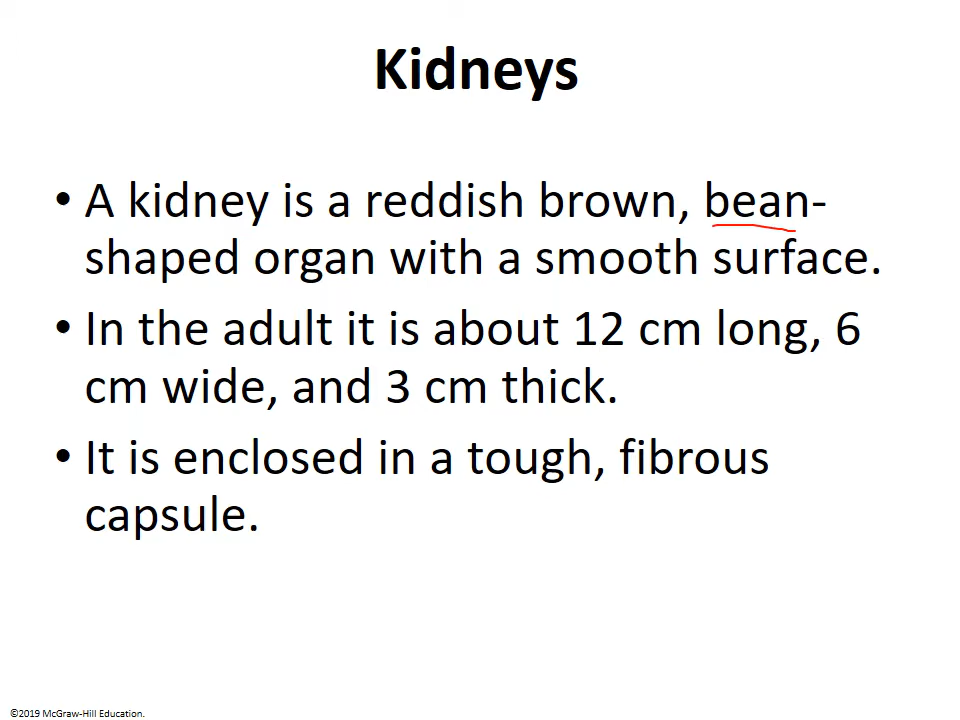 Kidneys
• A kidney is a reddish brown, bean-
shaped organ with a smooth surface.
• In the adult it is about 12 cm long, 6
cm wide, and 3 cm thick.
• It is enclosed in a tough, fibrous
capsule.
©2019 McGraw-Hill Education.